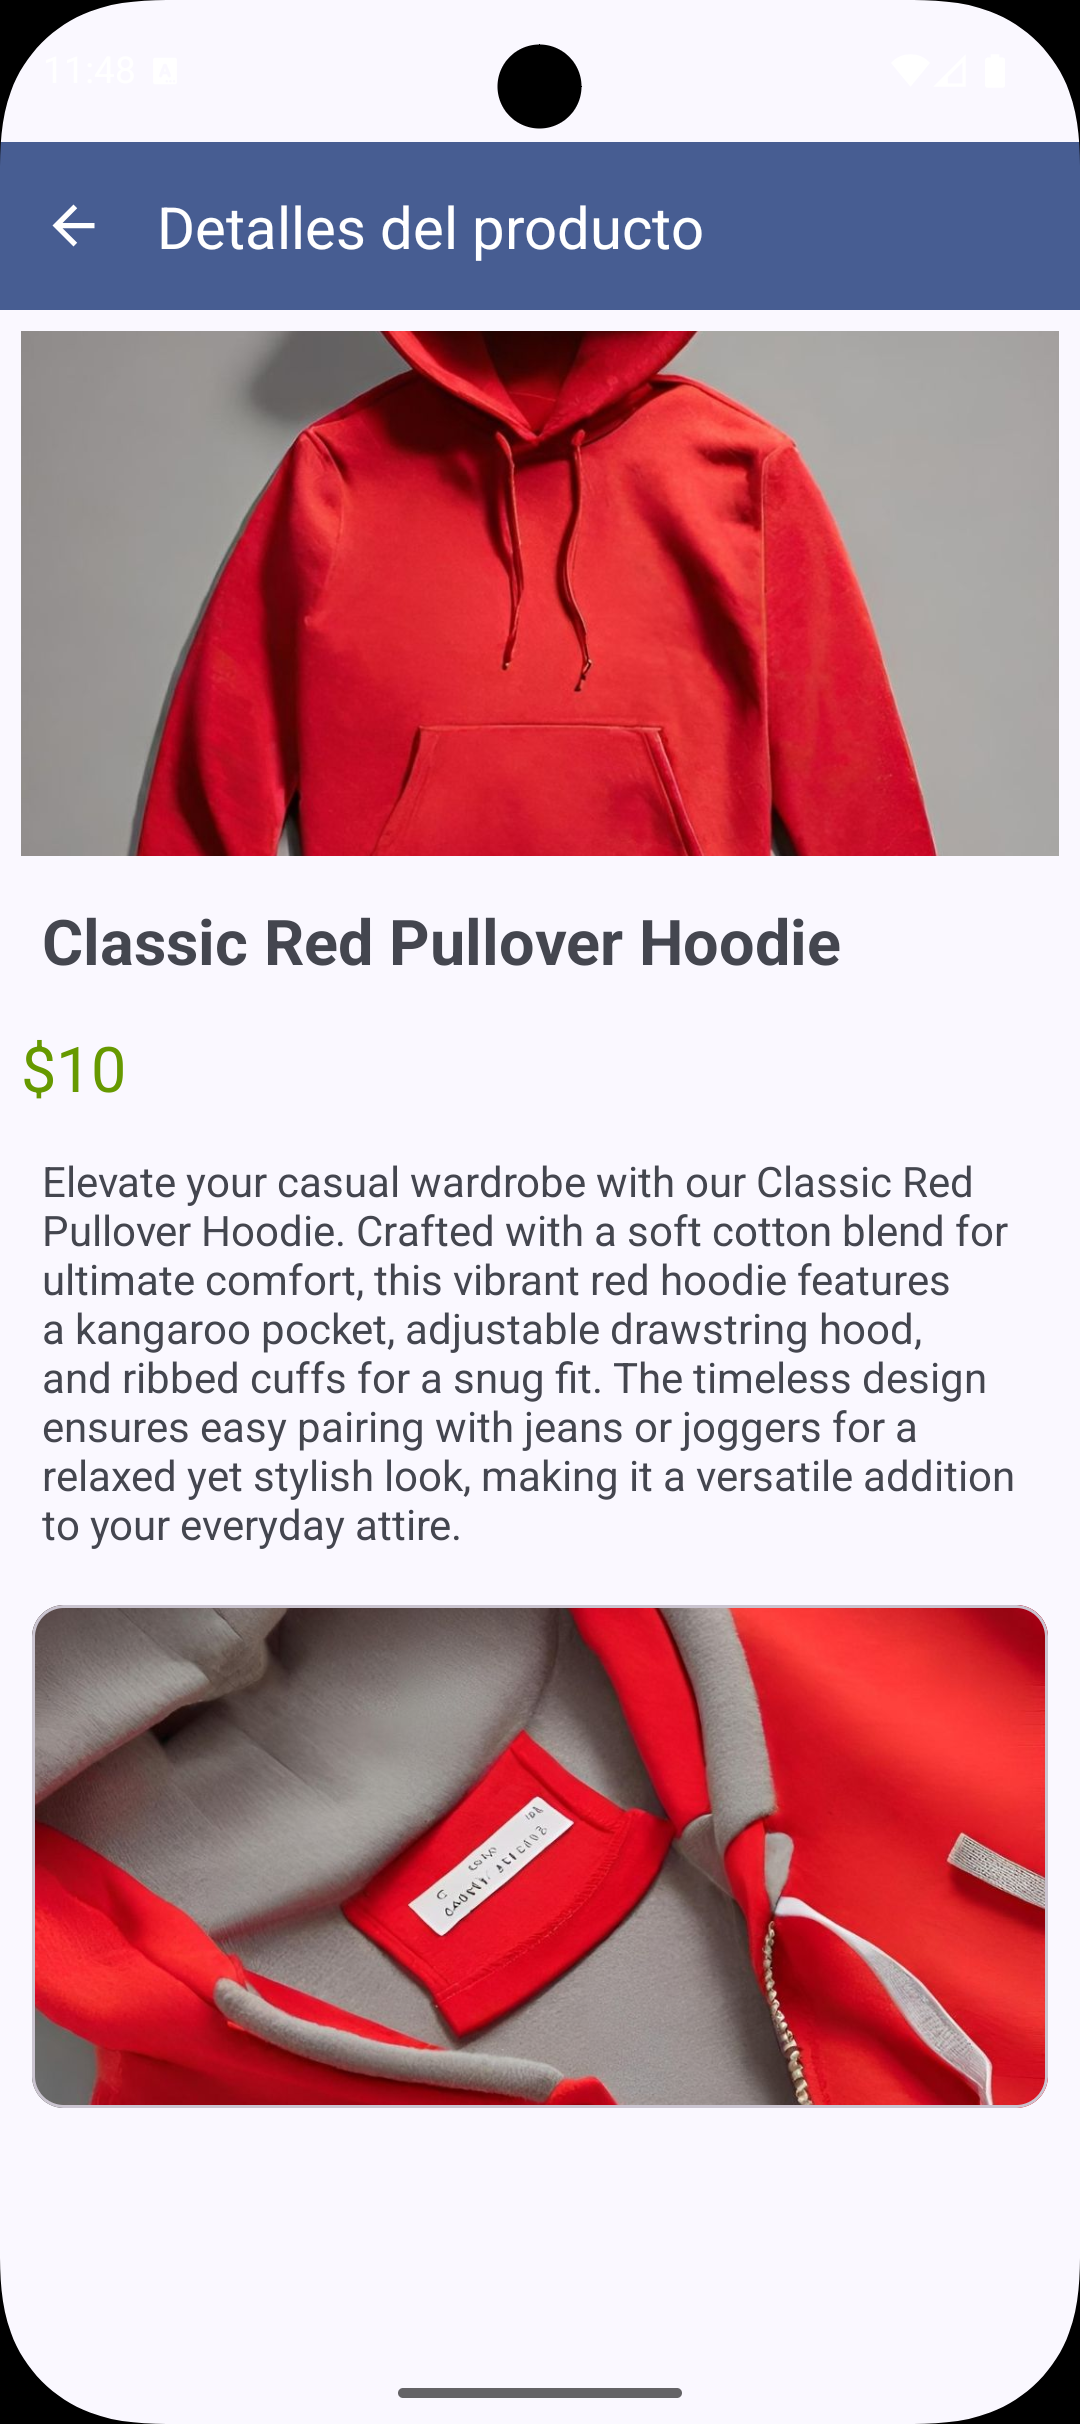 11:48
Detalles del producto
Classic Red Pullover Hoodie
$10
Elevate your casual wardrobe with our Classic Red
Pullover Hoodie. Crafted with a soft cotton blend for
ultimate comfort, this vibrant red hoodie features
a kangaroo pocket, adjustable drawstring hood,
and ribbed cuffs for a snug fit. The timeless design
ensures easy pairing with jeans or joggers for a
relaxed yet stylish look, making it a versatile addition
to your everyday attire.